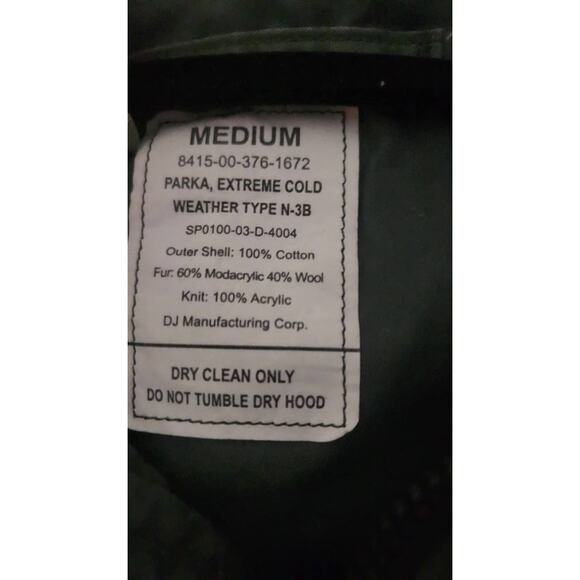 MEDIUM
8415-00-376-1672
PARKA, EXTREME COLD
WEATHER TYPE N-3B
SP0100-03-D-4004
Outer Shell: 100% Cotton
Fur: 60% Modacrylic 40% Wool
Knit: 100% Acrylic
DJ Manufacturing Corp.
DRY CLEAN ONLY
DO NOT TUMBLE DRY HOOD